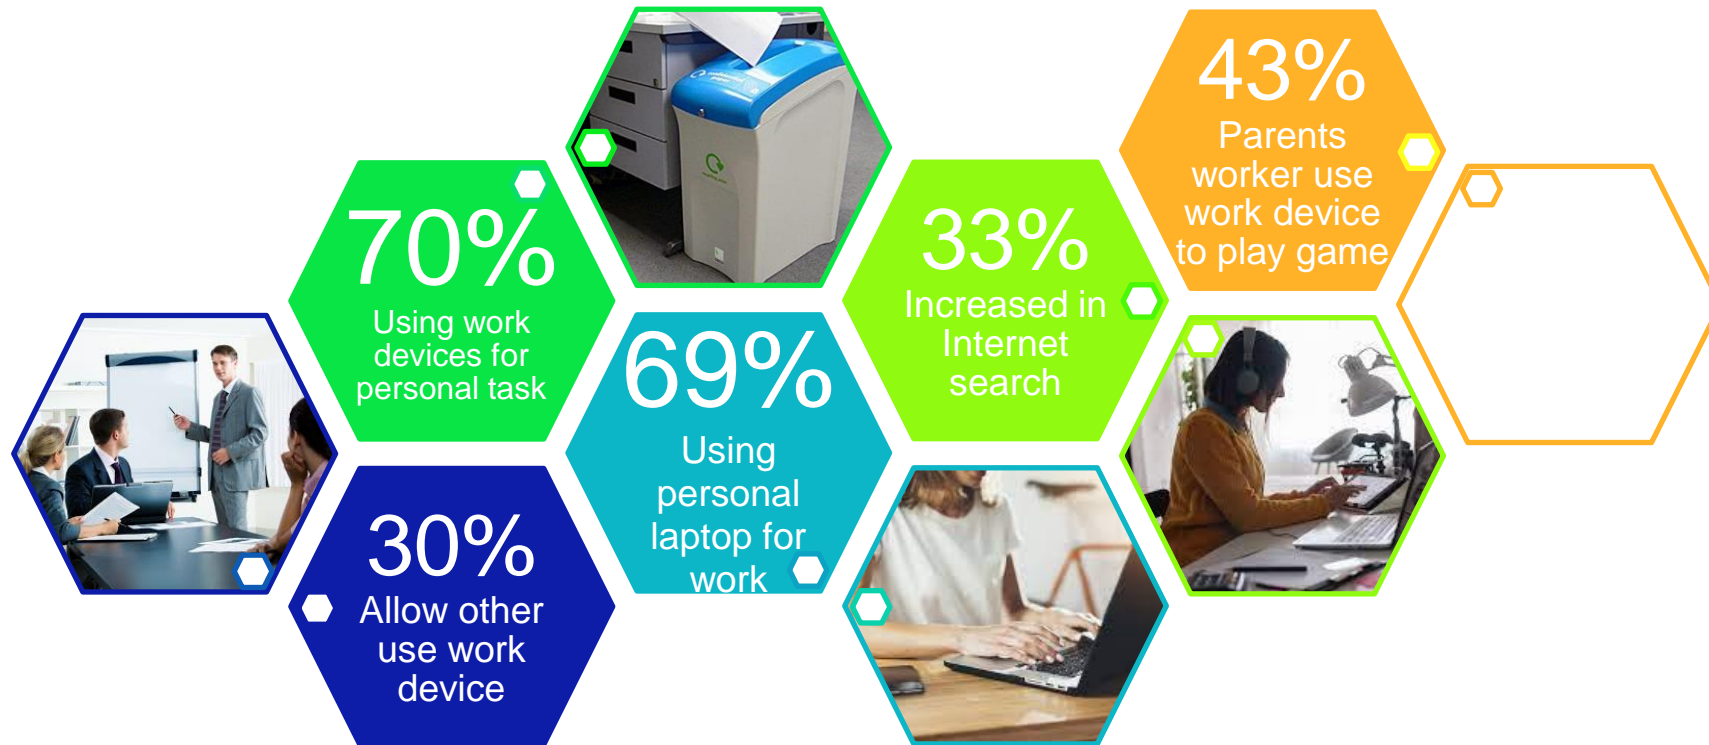 70%
Using work
devices for
personal task
30%
Allow other
use work
device
69%
Using
personal
laptop for
work
33%
Increased in
Internet
search
43%
Parents
worker use
work device
to play game